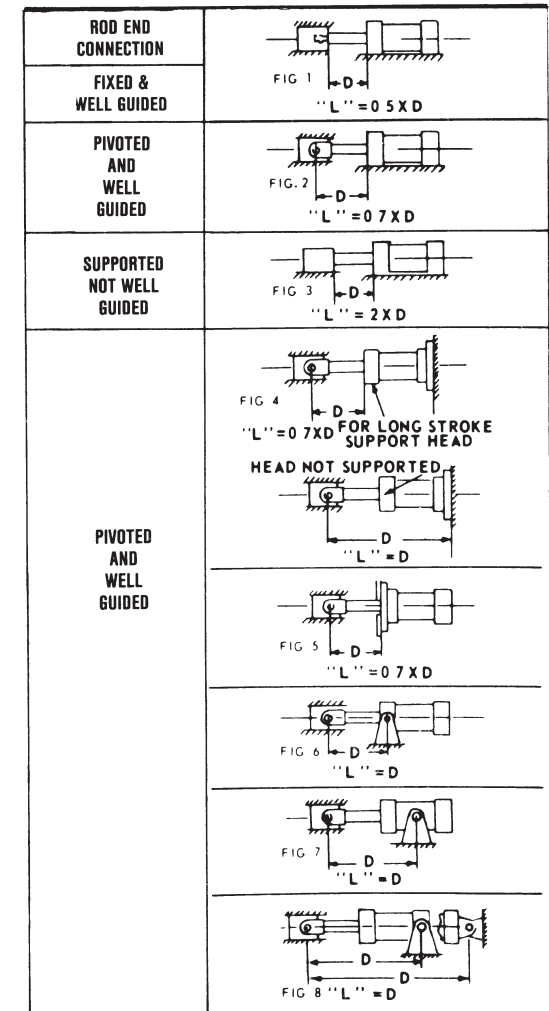 ROD END
CONNECTION
FIXED &
WELL GUIDED
FIG 1
D
"L" = 0 5 X D
PIVOTED
AND
WELL
GUIDED
FIG. 2
D
"L" = 0 7 X D
SUPPORTED
NOT WELL
GUIDED
FIG 3
D
"L" = 2 X D
PIVOTED
AND
WELL
GUIDED
FIG 4
D
"L" = 0 7XD
FOR LONG STROKE
SUPPORT HEAD
HEAD NOT SUPPORTED
D
"L" = D
FIG 5
D
"L" = 0 7 X D
FIG 6
D
"L" = D
FIG 7
D
"L" = D
D
D
FIG 8 "L" = D